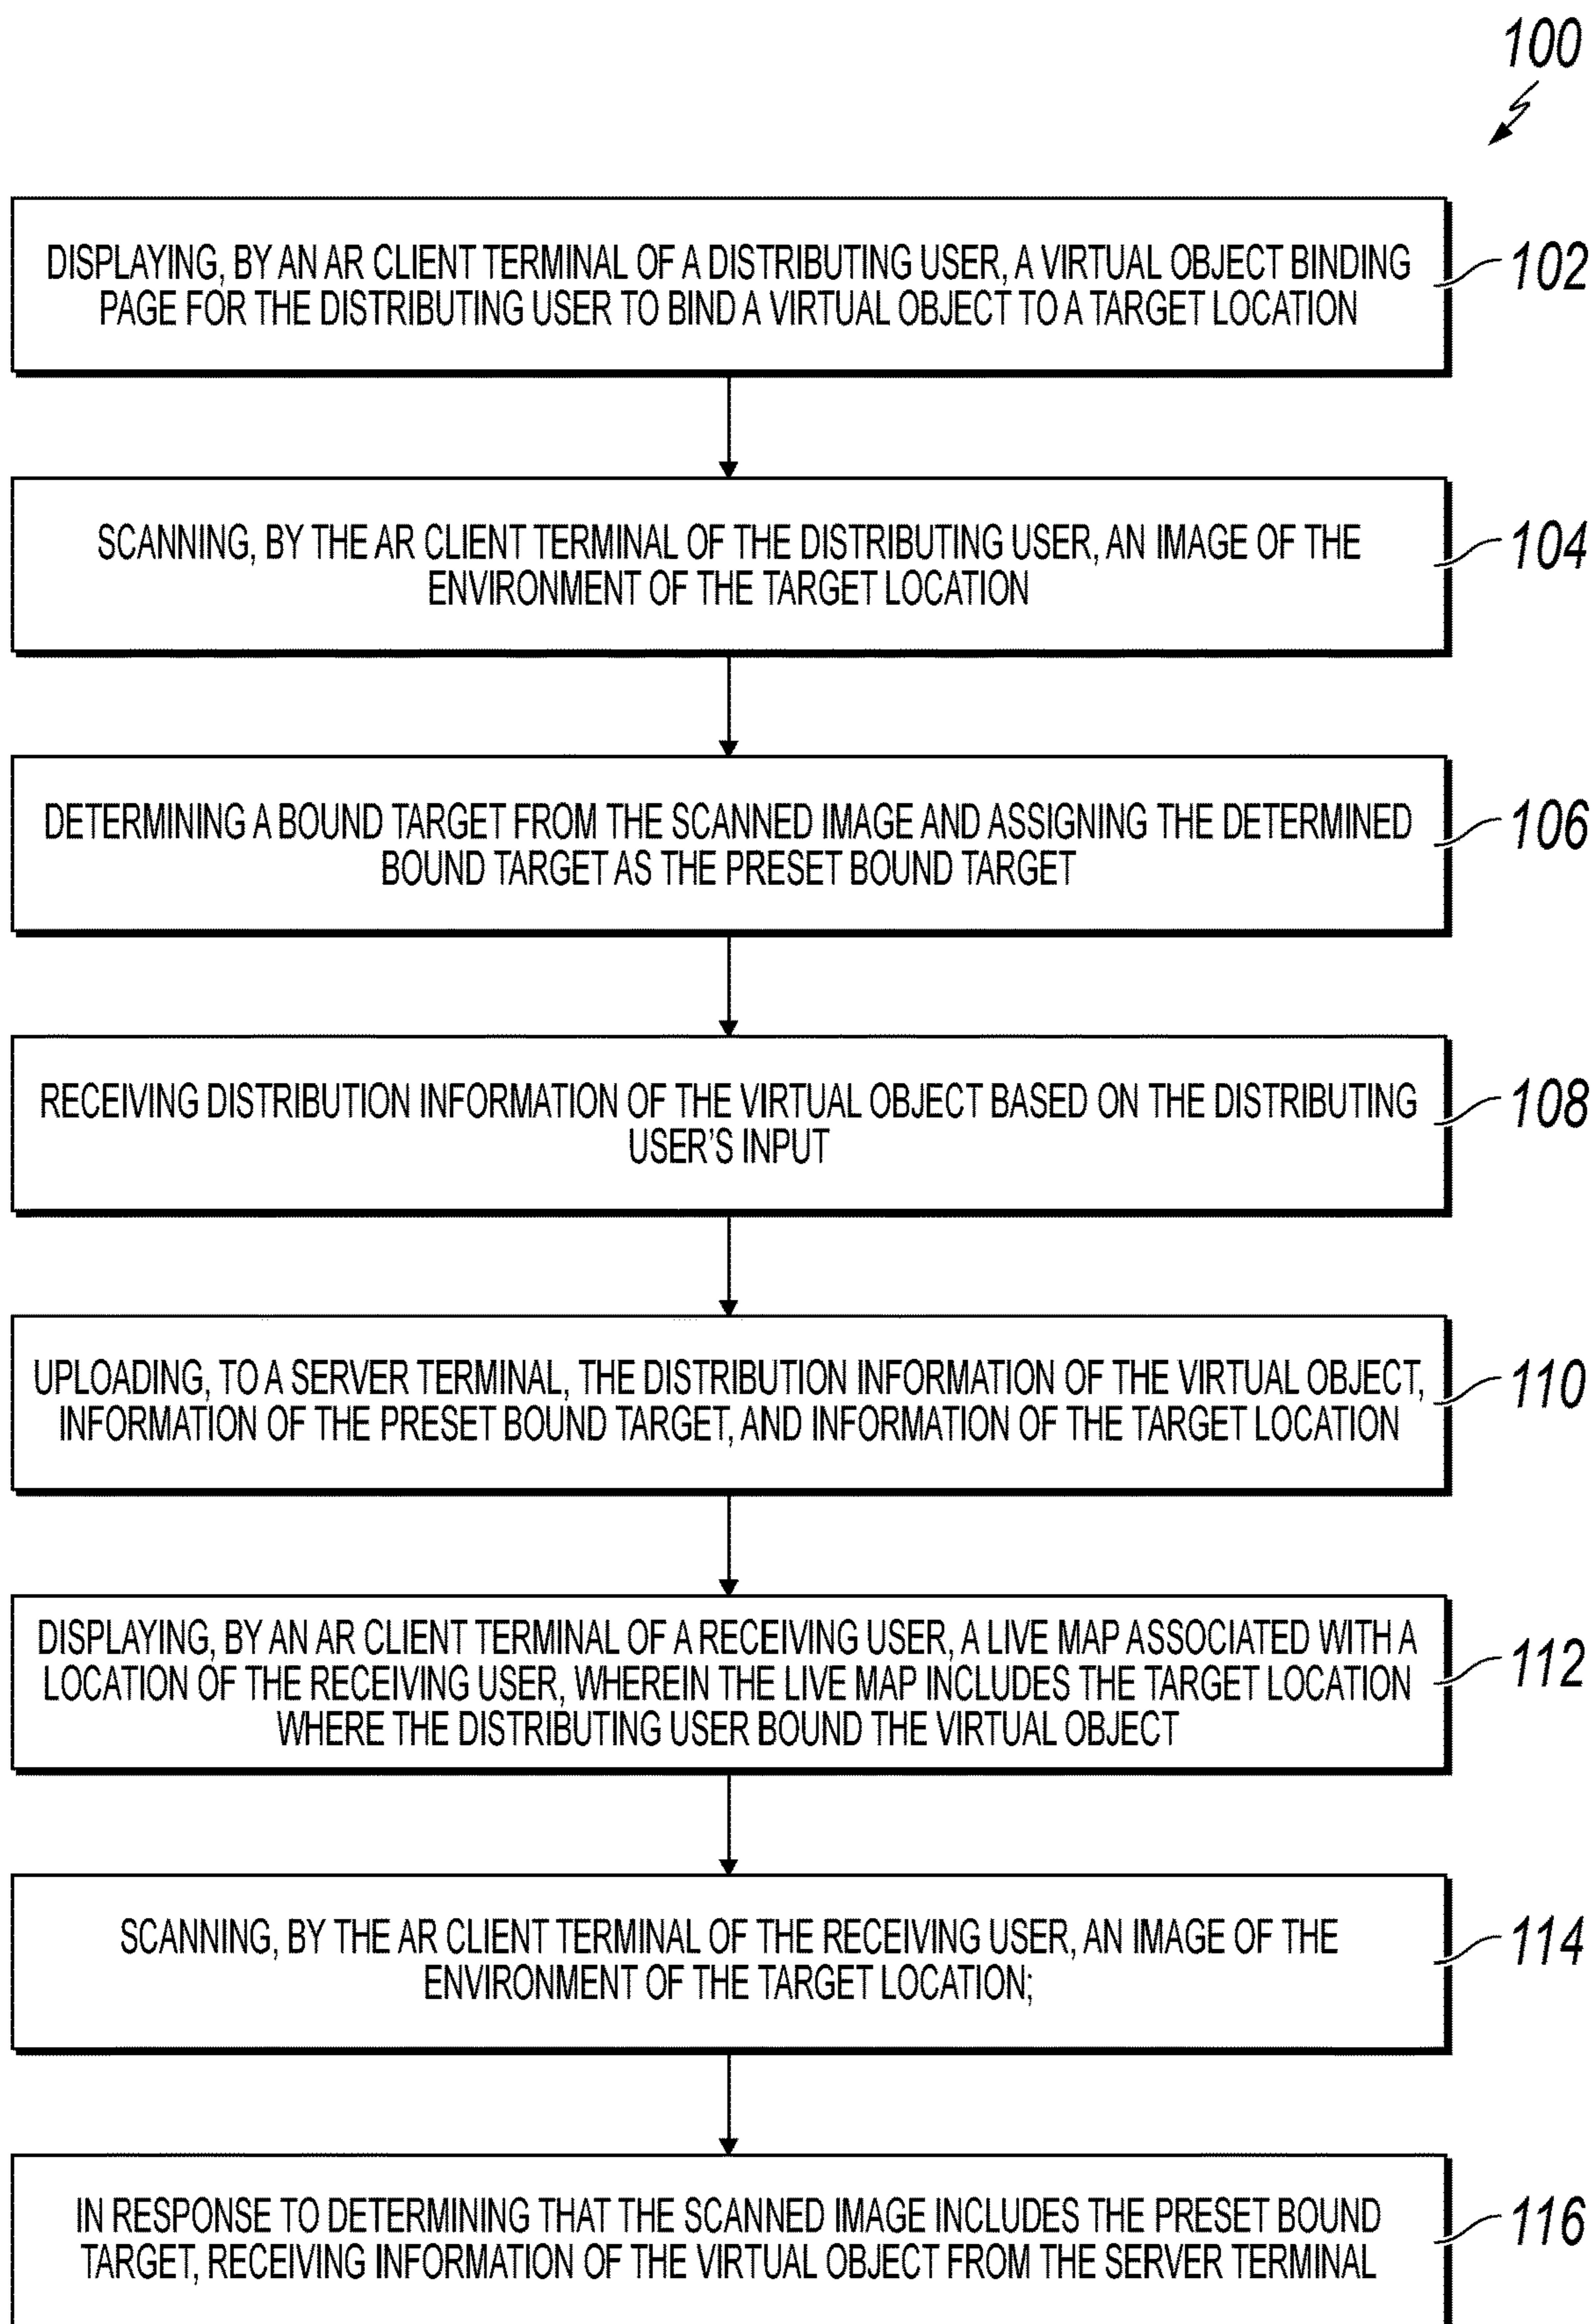 100
DISPLAYING, BY AN AR CLIENT TERMINAL OF A DISTRIBUTING USER, A VIRTUAL OBJECT BINDING
PAGE FOR THE DISTRIBUTING USER TO BIND A VIRTUAL OBJECT TO A TARGET LOCATION
102
SCANNING, BY THE AR CLIENT TERMINAL OF THE DISTRIBUTING USER, AN IMAGE OF THE
ENVIRONMENT OF THE TARGET LOCATION
104
DETERMINING A BOUND TARGET FROM THE SCANNED IMAGE AND ASSIGNING THE DETERMINED
BOUND TARGET AS THE PRESET BOUND TARGET
106
RECEIVING DISTRIBUTION INFORMATION OF THE VIRTUAL OBJECT BASED ON THE DISTRIBUTING
USER'S INPUT
108
UPLOADING, TO A SERVER TERMINAL, THE DISTRIBUTION INFORMATION OF THE VIRTUAL OBJECT,
INFORMATION OF THE PRESET BOUND TARGET, AND INFORMATION OF THE TARGET LOCATION
110
DISPLAYING, BY AN AR CLIENT TERMINAL OF A RECEIVING USER, A LIVE MAP ASSOCIATED WITH A
LOCATION OF THE RECEIVING USER, WHEREIN THE LIVE MAP INCLUDES THE TARGET LOCATION
WHERE THE DISTRIBUTING USER BOUND THE VIRTUAL OBJECT
112
SCANNING, BY THE AR CLIENT TERMINAL OF THE RECEIVING USER, AN IMAGE OF THE
ENVIRONMENT OF THE TARGET LOCATION;
114
IN RESPONSE TO DETERMINING THAT THE SCANNED IMAGE INCLUDES THE PRESET BOUND
TARGET, RECEIVING INFORMATION OF THE VIRTUAL OBJECT FROM THE SERVER TERMINAL
116